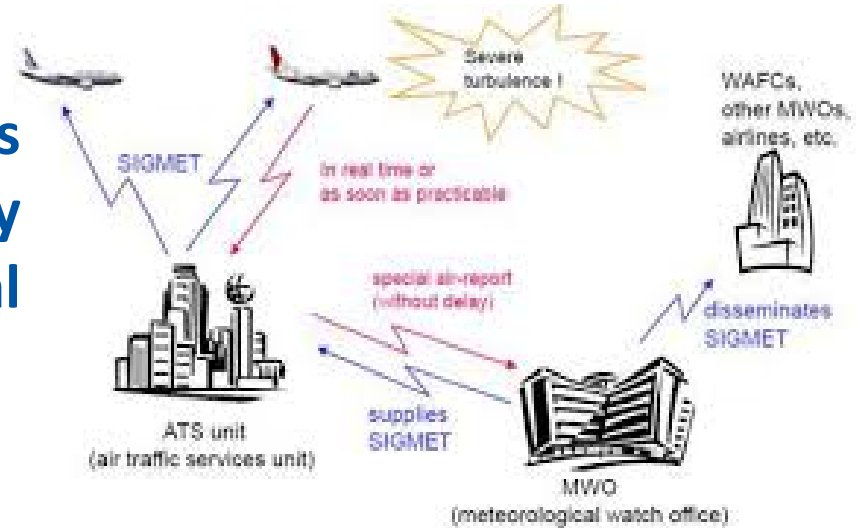 s
y
al
Severe
turbulence !
WAFCs,
other MWOs,
airlines, etc.
SIGMET
In real time or
as soon as practicable
special air-report
(without delay)
disseminates
SIGMET
supplies
SIGMET
ATS unit
(air traffic services unit)
MWO
(meteorological watch office)